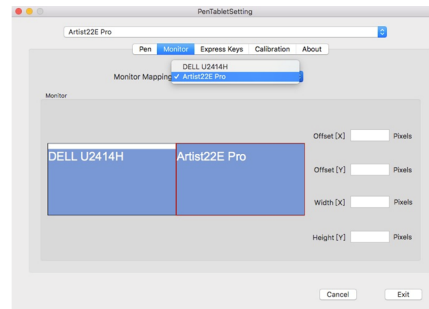 PenTabletSetting
Artist22E Pro
Pen Monitor Express Keys Calibration About
DELL U2414H
Monitor Mapping ✓ Artist22E Pro
Monitor
DELL U2414H Artist22E Pro
Offset [X] Pixels
Offset [Y] Pixels
Width [X] Pixels
Height [Y] Pixels
Cancel Exit